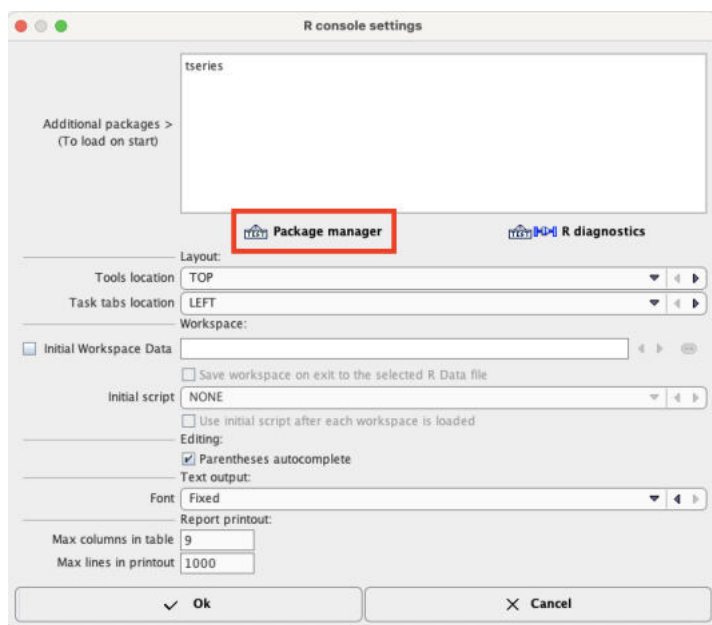 R console settings
tseries
Additional packages >
(To load on start)
TEST Package manager
TEST R diagnostics
Layout:
Tools location TOP
Task tabs location LEFT
Workspace:
Initial Workspace Data
Save workspace on exit to the selected R Data file
Initial script NONE
Use initial script after each workspace is loaded
Editing:
Parentheses autocomplete
Text output:
Font Fixed
Report printout:
Max columns in table 9
Max lines in printout 1000
Ok
Cancel